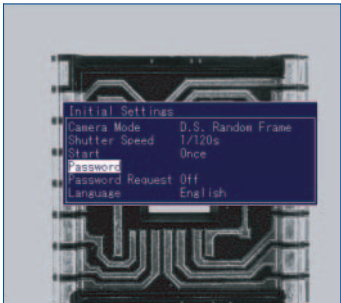 Initial Settings
Camera Mode D.S. Random Frame
Shutter Speed 1/120s
Start Once
Password
Password Request Off
Language English